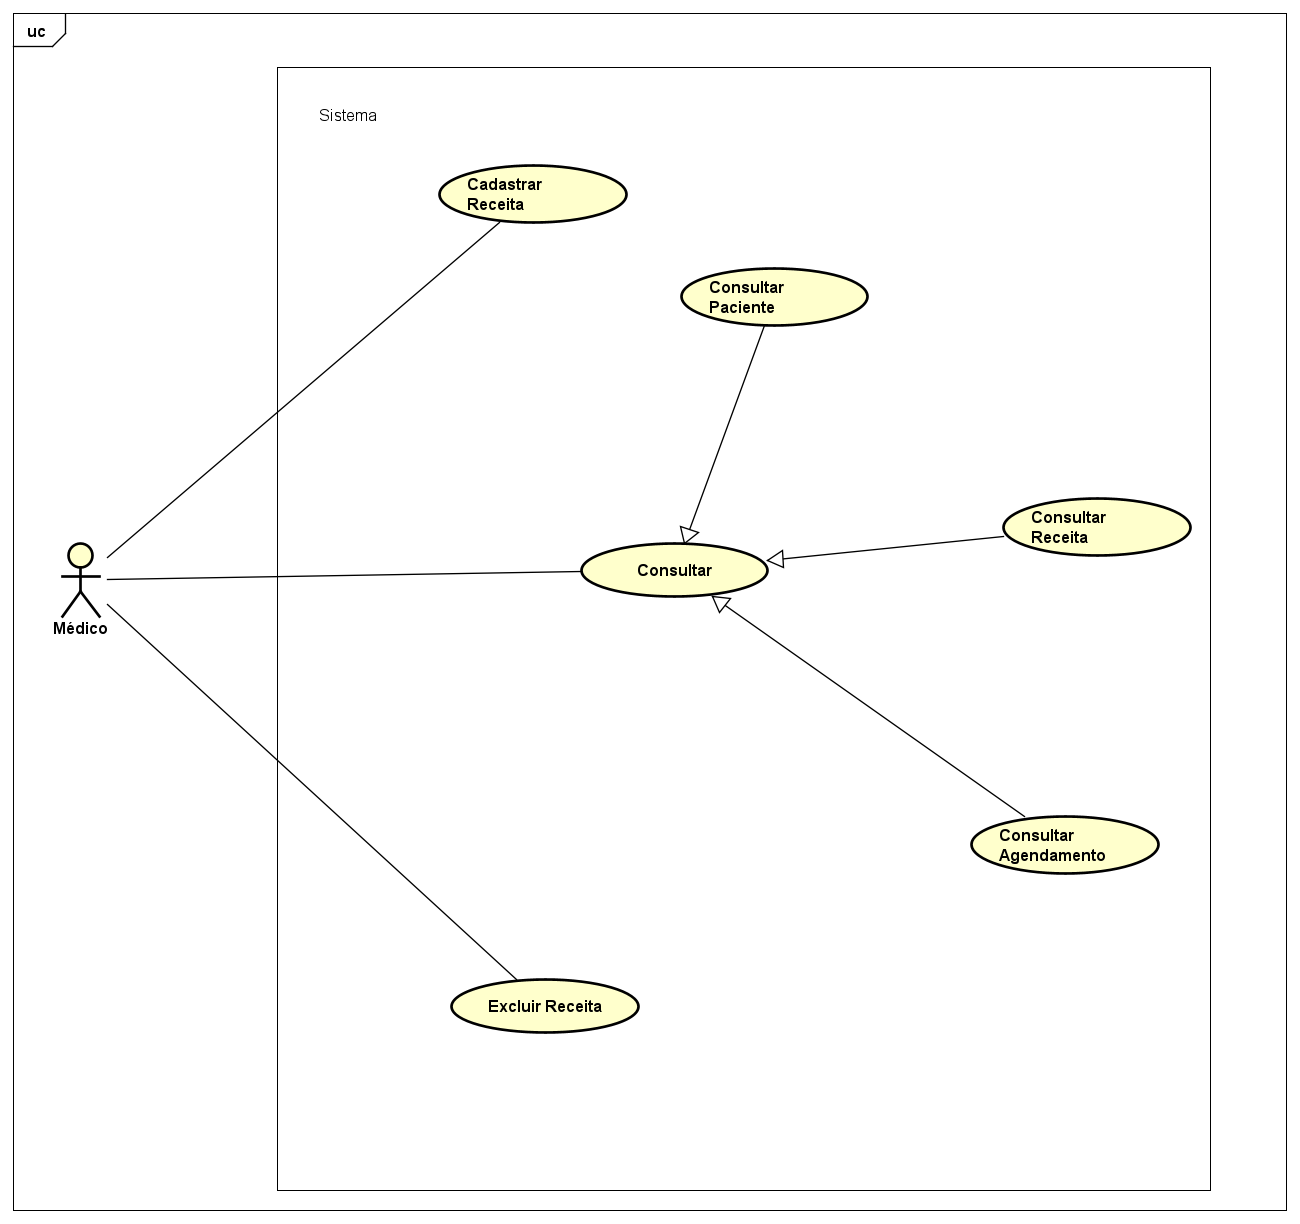 uc
Sistema
Cadastrar
Receita
Consultar
Paciente
Consultar
Receita
Consultar
Médico
Consultar
Agendamento
Excluir Receita